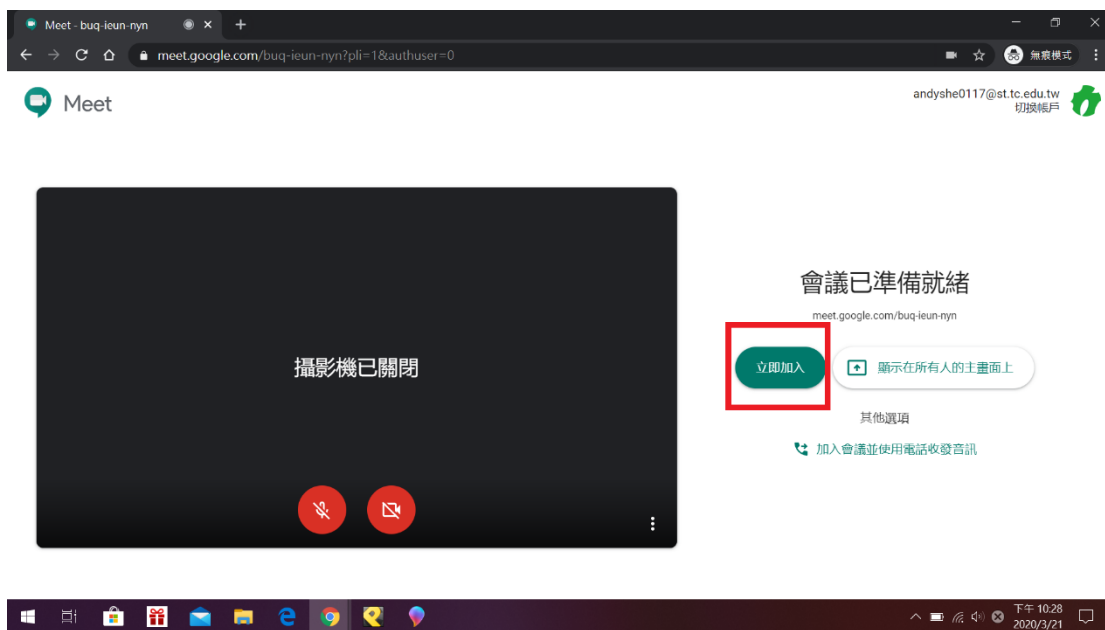 Meet - buq-ieun-nyn
meet.google.com/buq-ieun-nyn?pli=1&authuser=0
無痕模式
Meet
andyshe0117@st.tc.edu.tw
切換帳戶
攝影機已關閉
會議已準備就緒
meet.google.com/buq-ieun-nyn
立即加入
顯示在所有人的主畫面上
其他選項
加入會議並使用電話收發音訊
下午 10:28
2020/3/21